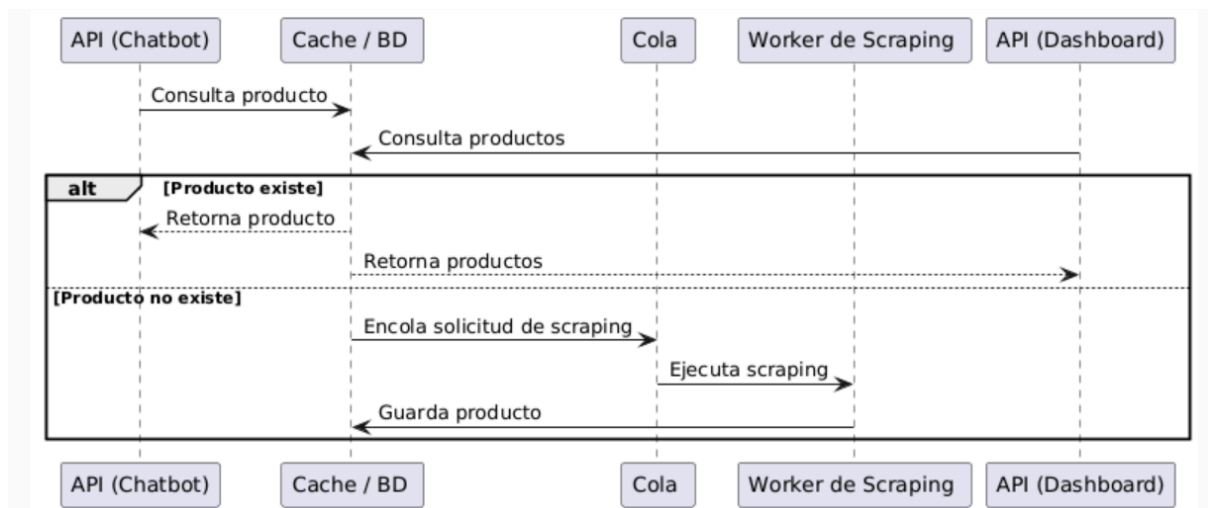 API (Chatbot) Cache / BD Cola Worker de Scraping API (Dashboard)
Consulta producto
Consulta productos
alt [Producto existe]
Retorna producto
Retorna productos
[Producto no existe]
Encola solicitud de scraping
Ejecuta scraping
Guarda producto
API (Chatbot) Cache / BD Cola Worker de Scraping API (Dashboard)